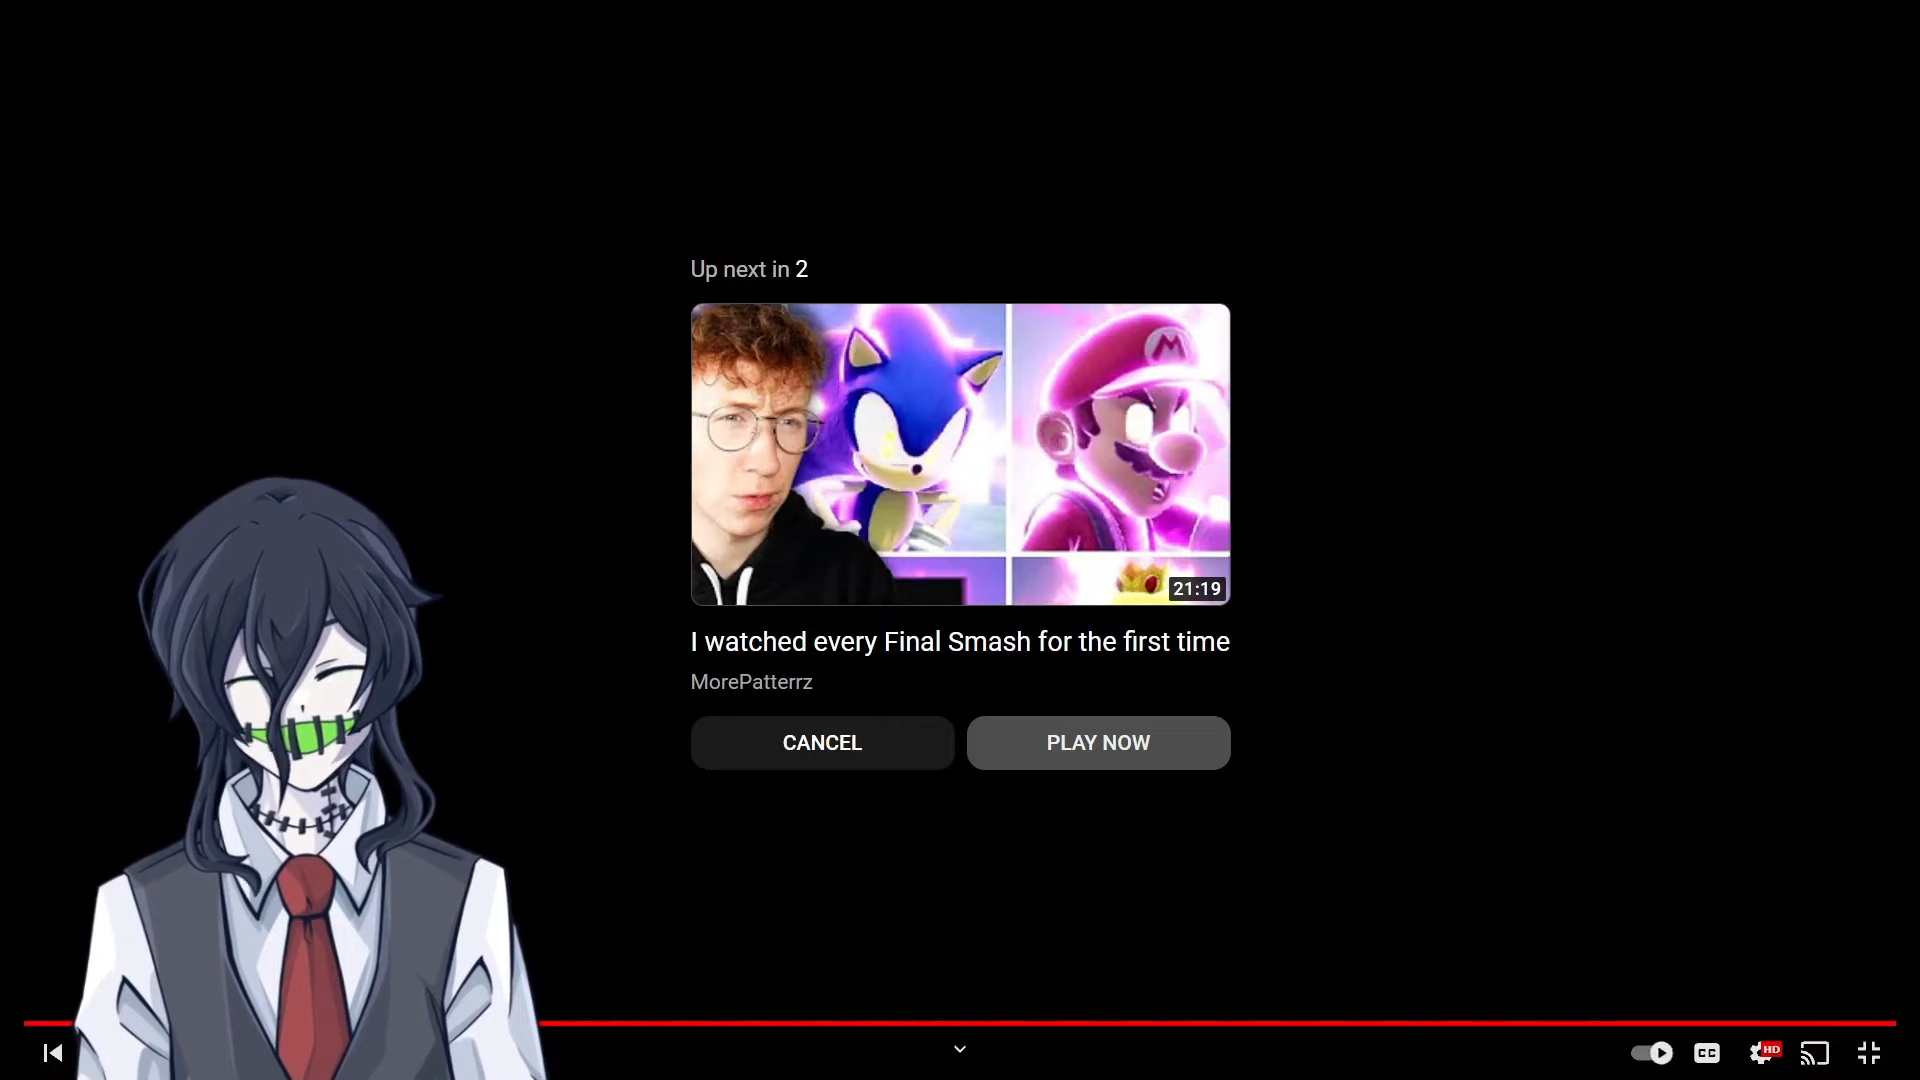 Up next in 2
M
21:19
I watched every Final Smash for the first time
MorePatterrz
CANCEL
PLAY NOW
CC
HD